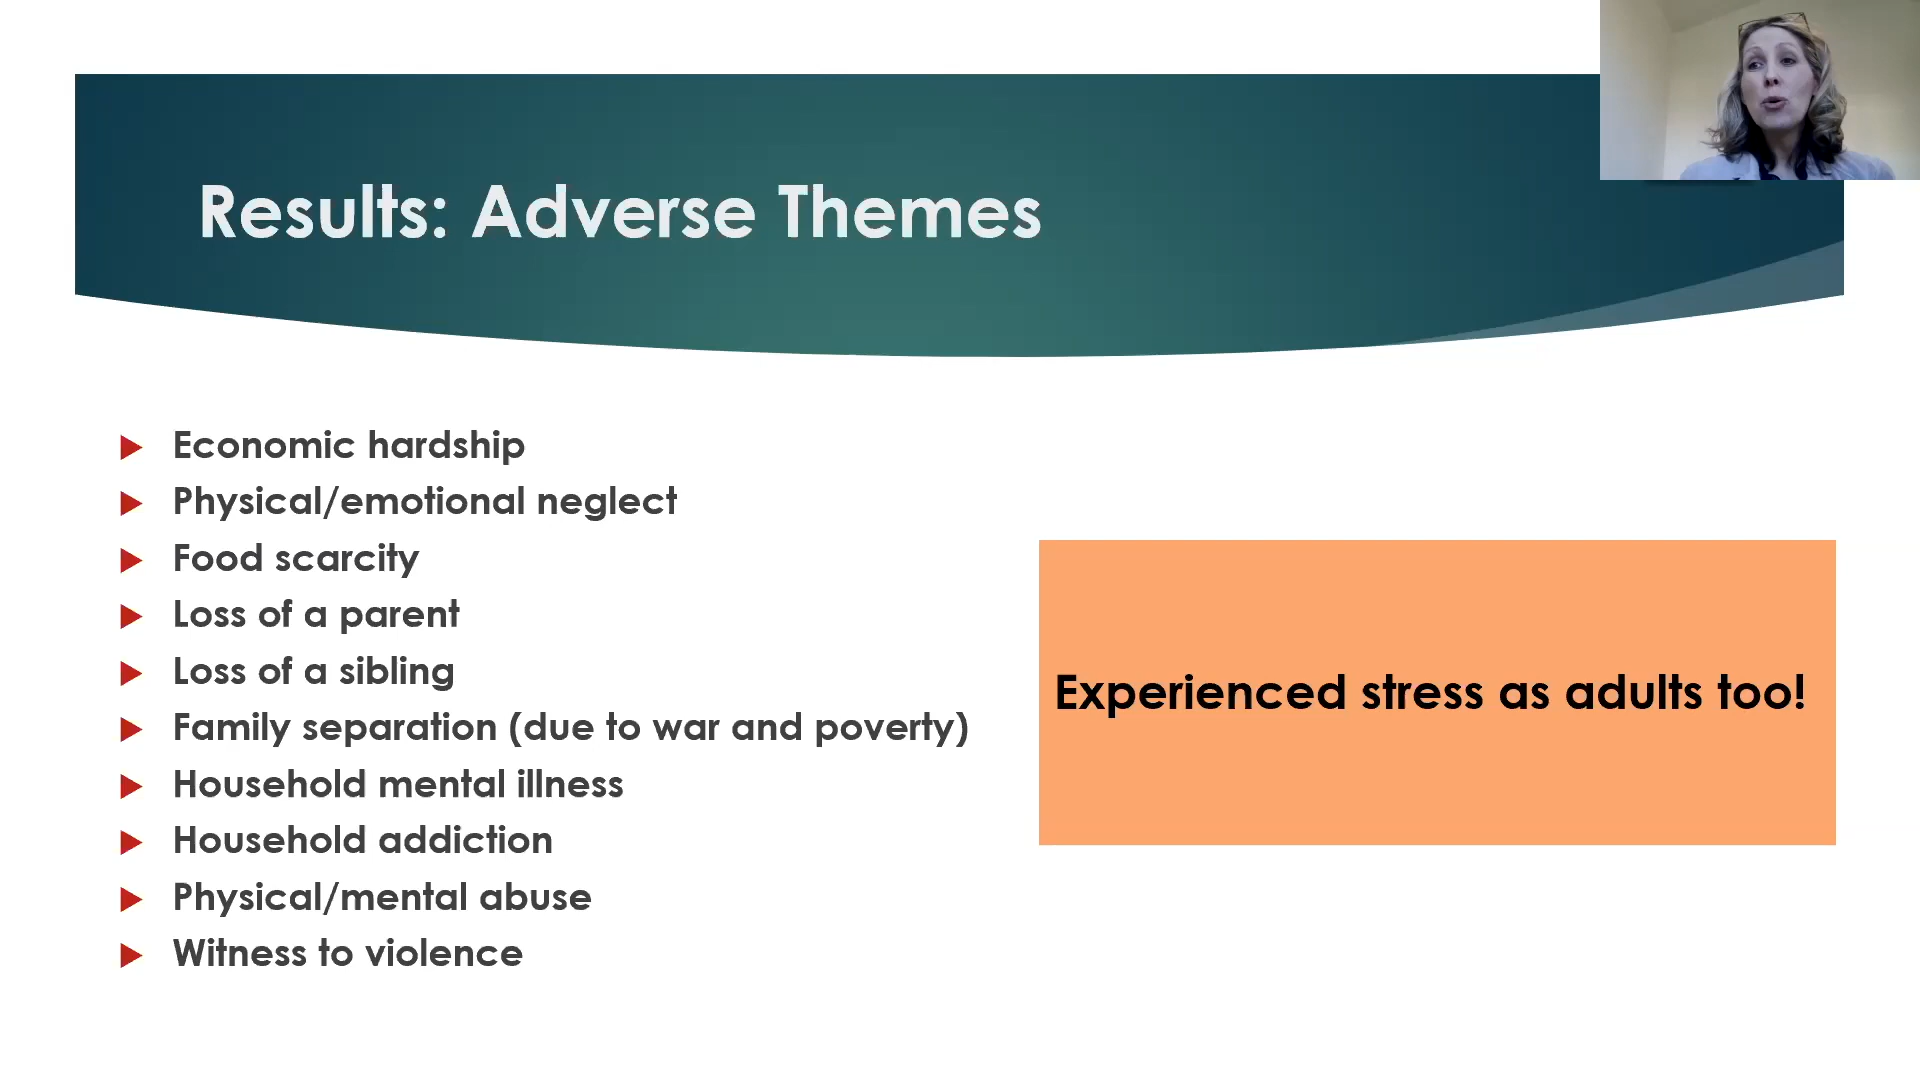 Results: Adverse Themes
Economic hardship
Physical/emotional neglect
Food scarcity
Loss of a parent
Loss of a sibling
Family separation (due to war and poverty)
Household mental illness
Household addiction
Physical/mental abuse
Witness to violence
Experienced stress as adults too!